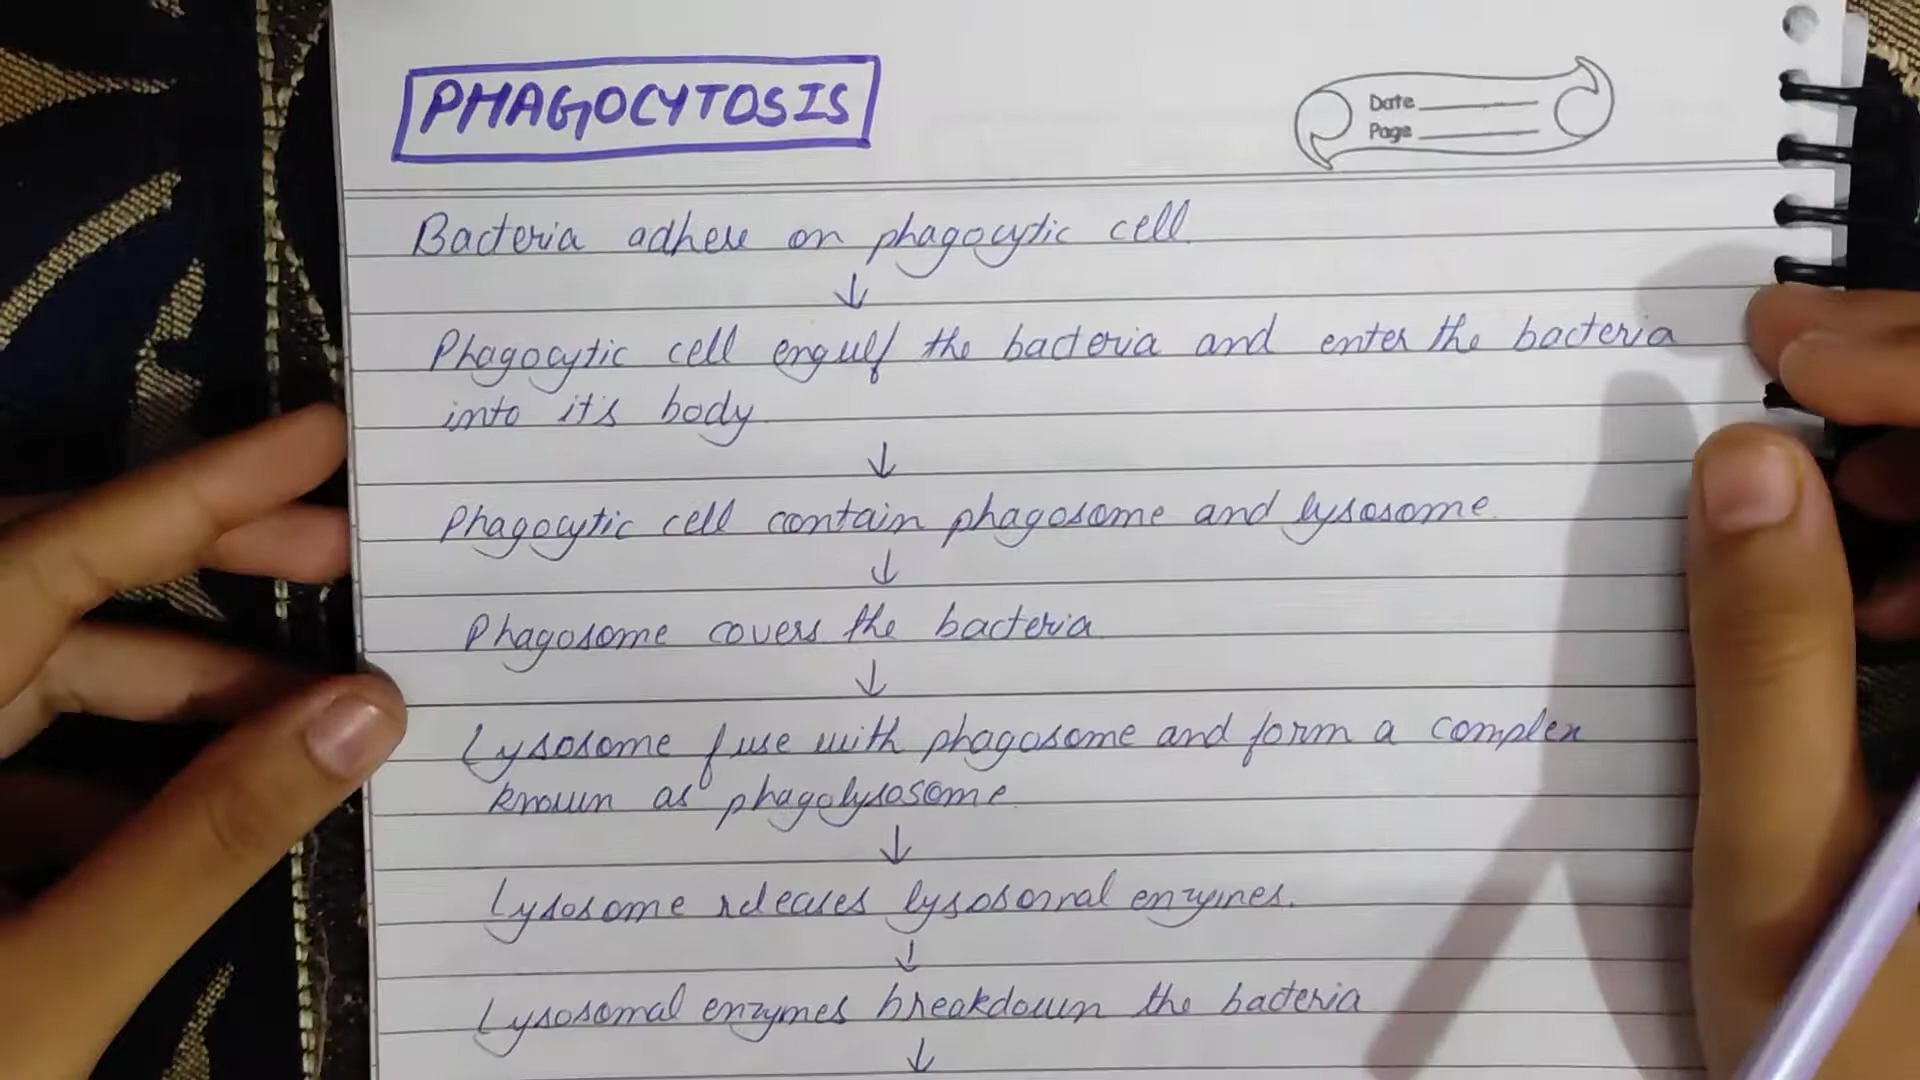 PHAGOCYTOSIS
Date
Page
Bacteria adhere on phagocytic cell.
↓
Phagocytic cell engulf the bacteria and enter the bacteria
into it's body.
↓
Phagocytic cell contain phagosome and lysosome.
↓
Phagosome covers the bacteria.
↓
Lysosome fuse with phagosome and form a complex
known as phagolysosome.
↓
Lysosome releases lysosomal enzymes.
↓
Lysosomal enzymes breakdown the bacteria
↓